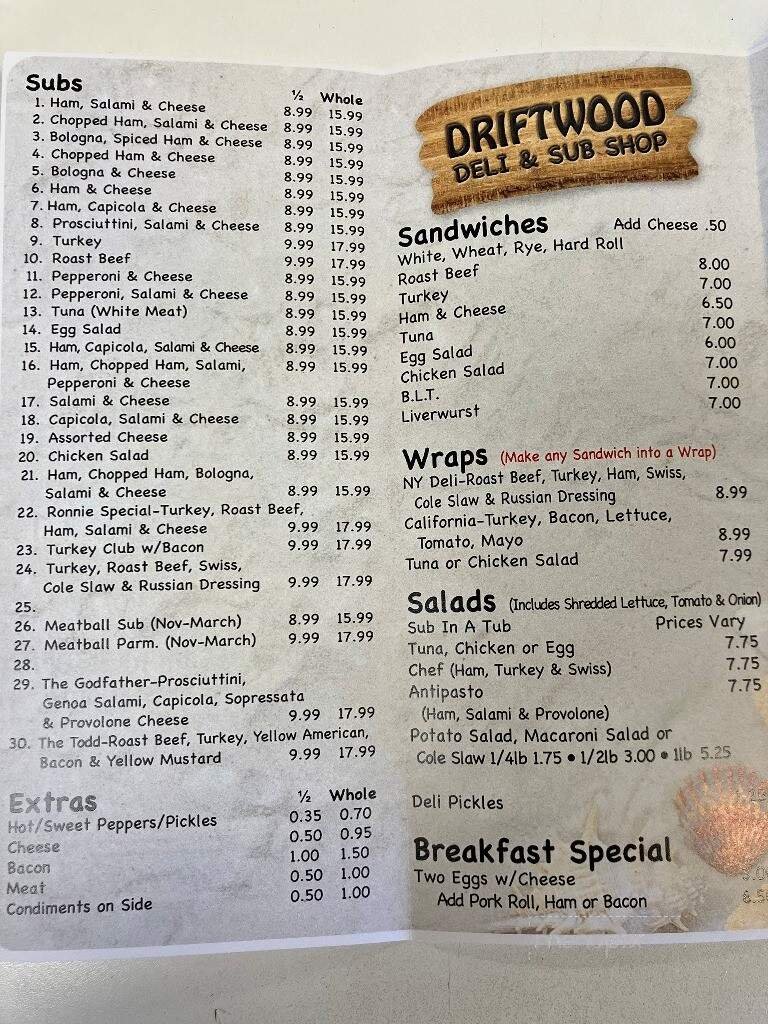 Subs ½ Whole
1. Ham, Salami & Cheese 8.99 15.99
2. Chopped Ham, Salami & Cheese 8.99 15.99
3. Bologna, Spiced Ham & Cheese 8.99 15.99
4. Chopped Ham & Cheese 8.99 15.99
5. Bologna & Cheese 8.99 15.99
6. Ham & Cheese 8.99 15.99
7. Ham, Capicola & Cheese 8.99 15.99
8. Prosciuttini, Salami & Cheese 8.99 15.99
9. Turkey 9.99 17.99
10. Roast Beef 9.99 17.99
11. Pepperoni & Cheese 8.99 15.99
12. Pepperoni, Salami & Cheese 8.99 15.99
13. Tuna (White Meat) 8.99 15.99
14. Egg Salad 8.99 15.99
15. Ham, Capicola, Salami & Cheese 8.99 15.99
16. Ham, Chopped Ham, Salami, 8.99 15.99
Pepperoni & Cheese
17. Salami & Cheese 8.99 15.99
18. Capicola, Salami & Cheese 8.99 15.99
19. Assorted Cheese 8.99 15.99
20. Chicken Salad 8.99 15.99
21. Ham, Chopped Ham, Bologna,
Salami & Cheese 8.99 15.99
22. Ronnie Special-Turkey, Roast Beef,
Ham, Salami & Cheese 9.99 17.99
23. Turkey Club w/Bacon 9.99 17.99
24. Turkey, Roast Beef, Swiss,
Cole Slaw & Russian Dressing 9.99 17.99
25.
26. Meatball Sub (Nov-March) 8.99 15.99
27. Meatball Parm. (Nov-March) 9.99 17.99
28.
29. The Godfather-Prosciuttini,
Genoa Salami, Capicola, Sopressata
& Provolone Cheese 9.99 17.99
30. The Todd-Roast Beef, Turkey, Yellow American,
Bacon & Yellow Mustard 9.99 17.99
Extras ½ Whole
Hot/Sweet Peppers/Pickles 0.35 0.70
Cheese 0.50 0.95
Bacon 1.00 1.50
Meat 0.50 1.00
Condiments on Side 0.50 1.00
DRIFTWOOD
DELI & SUB SHOP
Sandwiches Add Cheese .50
White, Wheat, Rye, Hard Roll
Roast Beef 8.00
Turkey 7.00
Ham & Cheese 6.50
Tuna 7.00
Egg Salad 6.00
Chicken Salad 7.00
B.L.T. 7.00
Liverwurst 7.00
Wraps (Make any Sandwich into a Wrap)
NY Deli-Roast Beef, Turkey, Ham, Swiss,
Cole Slaw & Russian Dressing 8.99
California-Turkey, Bacon, Lettuce,
Tomato, Mayo 8.99
Tuna or Chicken Salad 7.99
Salads (Includes Shredded Lettuce, Tomato & Onion)
Sub In A Tub Prices Vary
Tuna, Chicken or Egg 7.75
Chef (Ham, Turkey & Swiss) 7.75
Antipasto 7.75
(Ham, Salami & Provolone)
Potato Salad, Macaroni Salad or
Cole Slaw 1/4lb 1.75 • 1/2lb 3.00 • 1lb 5.25
Deli Pickles
Breakfast Special
Two Eggs w/Cheese
Add Pork Roll, Ham or Bacon